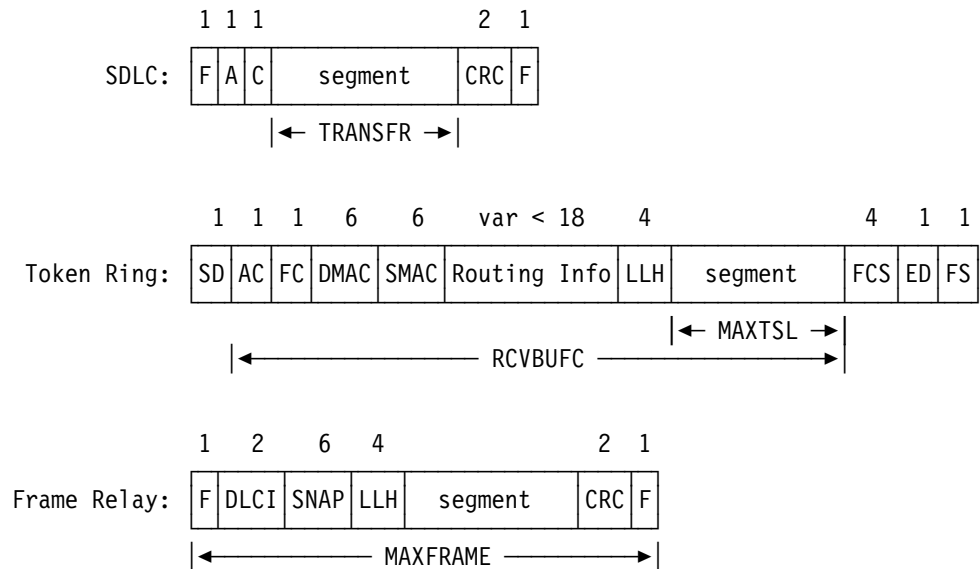 1 1 1 2 1
SDLC: F A C segment CRC F
TRANSFR
1 1 1 6 6 var < 18 4 4 1 1
Token Ring: SD AC FC DMAC SMAC Routing Info LLH segment FCS ED FS
MAXTSL
RCVBUFC
1 2 6 4 2 1
Frame Relay: F DLCI SNAP LLH segment CRC F
MAXFRAME